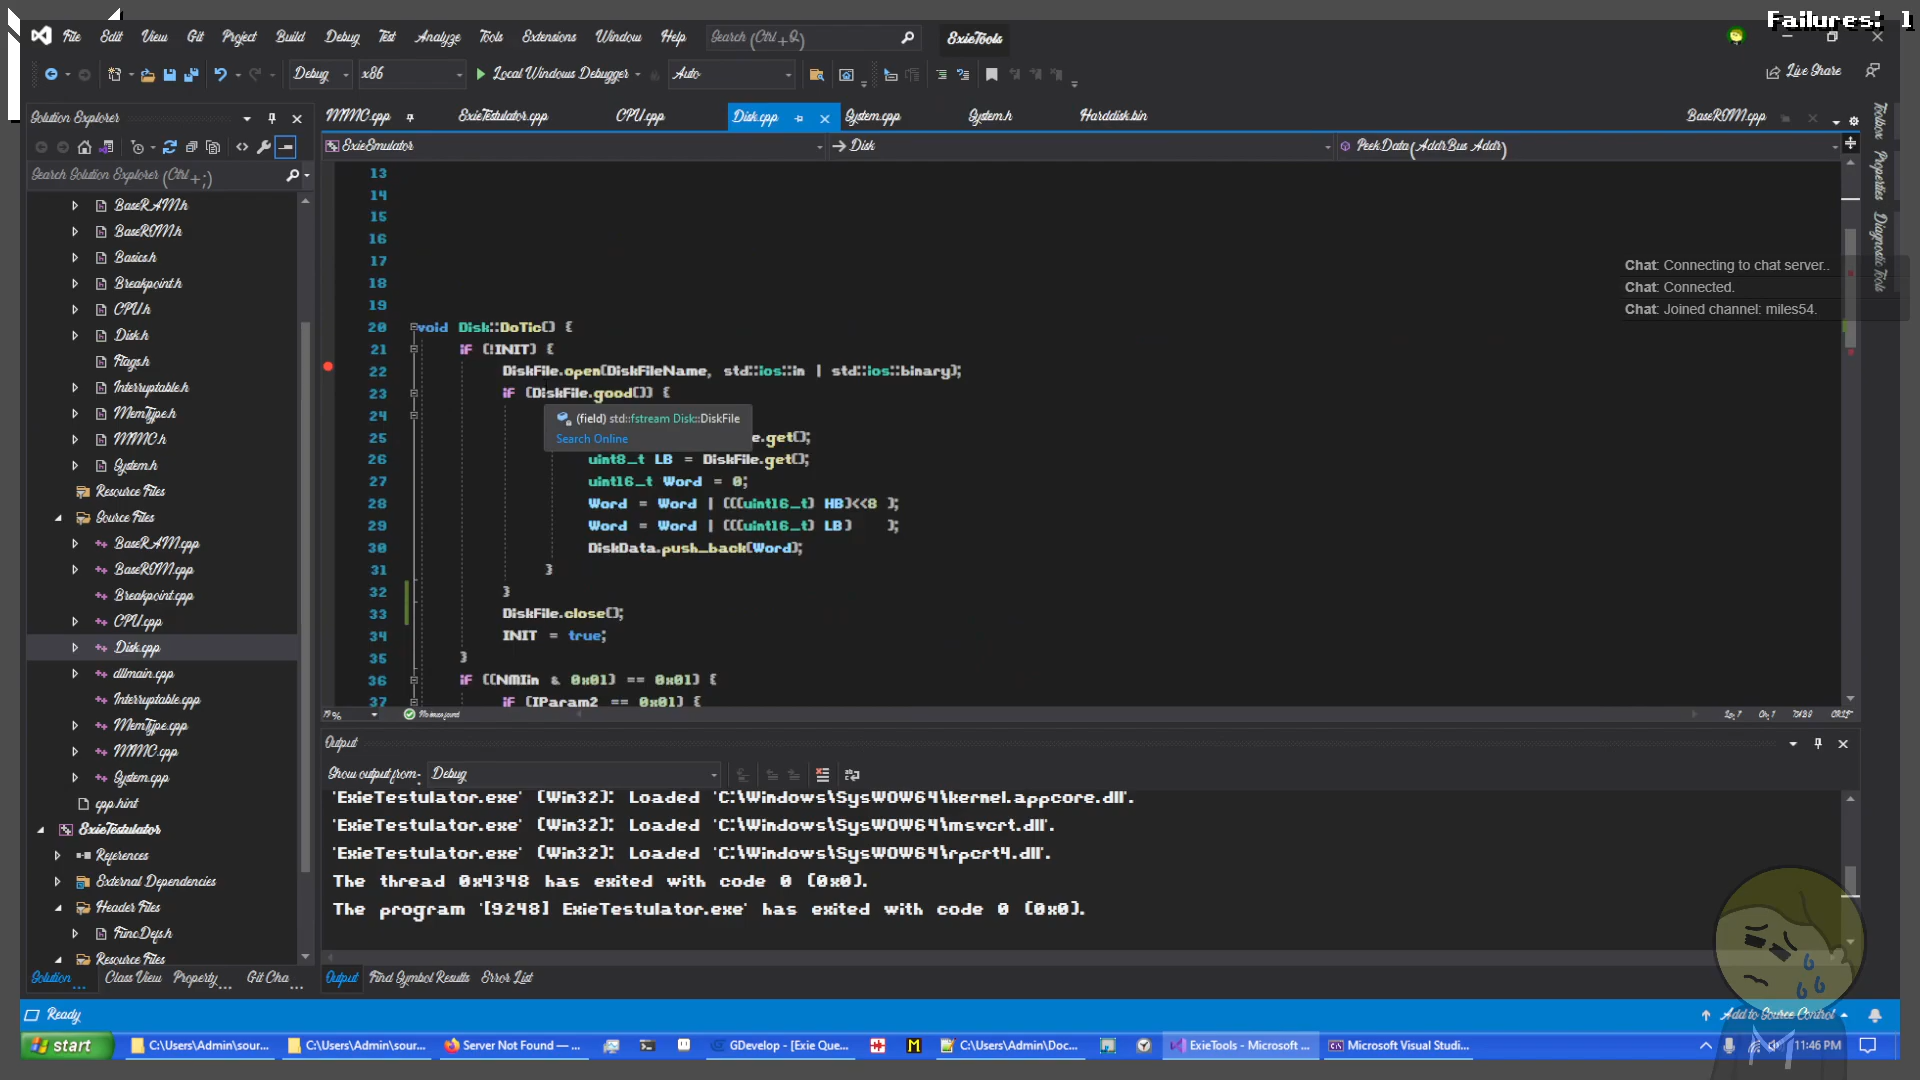 Failures: 1
File Edit View Git Project Build Debug Test Analyze Tools Extensions Window Help Search (Ctrl+Q) ExieTools
Debug x86 Local Windows Debugger Auto Live Share
Solution Explorer
MMC.cpp ExieTestulator.cpp CPU.cpp Disk.cpp System.cpp System.h Harddisk.bin BaseROM.cpp
ExieEmulator Disk PeekData(AddrBus Addr)
Search Solution Explorer (Ctrl+;)
BaseRAM.h
BaseROM.h
Basics.h
Breakpoint.h
CPU.h
Disk.h
Flags.h
Interruptable.h
MemType.h
MMC.h
System.h
Resource Files
Source Files
BaseRAM.cpp
BaseROM.cpp
Breakpoint.cpp
CPU.cpp
Disk.cpp
dllmain.cpp
Interruptable.cpp
MemType.cpp
MMC.cpp
System.cpp
cpp.hint
ExieTestulator
References
External Dependencies
Header Files
FuncDefs.h
Resource Files
Solution ... Class View Property ... Git Cha ...
13
14
15
16
17
18
19
20 void Disk::DoTic() {
21 if (!INIT) {
22 DiskFile.open(DiskFileName, std::ios::in | std::ios::binary);
23 if (DiskFile.good()) {
24
(field) std::fstream Disk::DiskFile
Search Online
25 e.get();
26 uint8_t LB = DiskFile.get();
27 uint16_t Word = 0;
28 Word = Word | (((uint16_t) HB)<<8 );
29 Word = Word | (((uint16_t) LB) );
30 DiskData.push_back(Word);
31 }
32 }
33 DiskFile.close();
34 INIT = true;
35 }
36 if ((NMIin & 0x01) == 0x01) {
37 if (IParam2 == 0x01) {
No issues found
Toolbox
Properties
Diagnostic Tools
Chat: Connecting to chat server..
Chat: Connected.
Chat: Joined channel: miles54.
Output
Show output from: Debug
'ExieTestulator.exe' (Win32): Loaded 'C:\Windows\SysWOW64\kernel.appcore.dll'.
'ExieTestulator.exe' (Win32): Loaded 'C:\Windows\SysWOW64\msvcrt.dll'.
'ExieTestulator.exe' (Win32): Loaded 'C:\Windows\SysWOW64\rpcrt4.dll'.
The thread 0x4348 has exited with code 0 (0x0).
The program '[9248] ExieTestulator.exe' has exited with code 0 (0x0).
Output Find Symbol Results Error List
Ready Add to Source Control
start C:\Users\Admin\sour... C:\Users\Admin\sour... Server Not Found — ... GDevelop - [Exie Que... C:\Users\Admin\Doc... ExieTools - Microsoft ... Microsoft Visual Studi... 11:46 PM